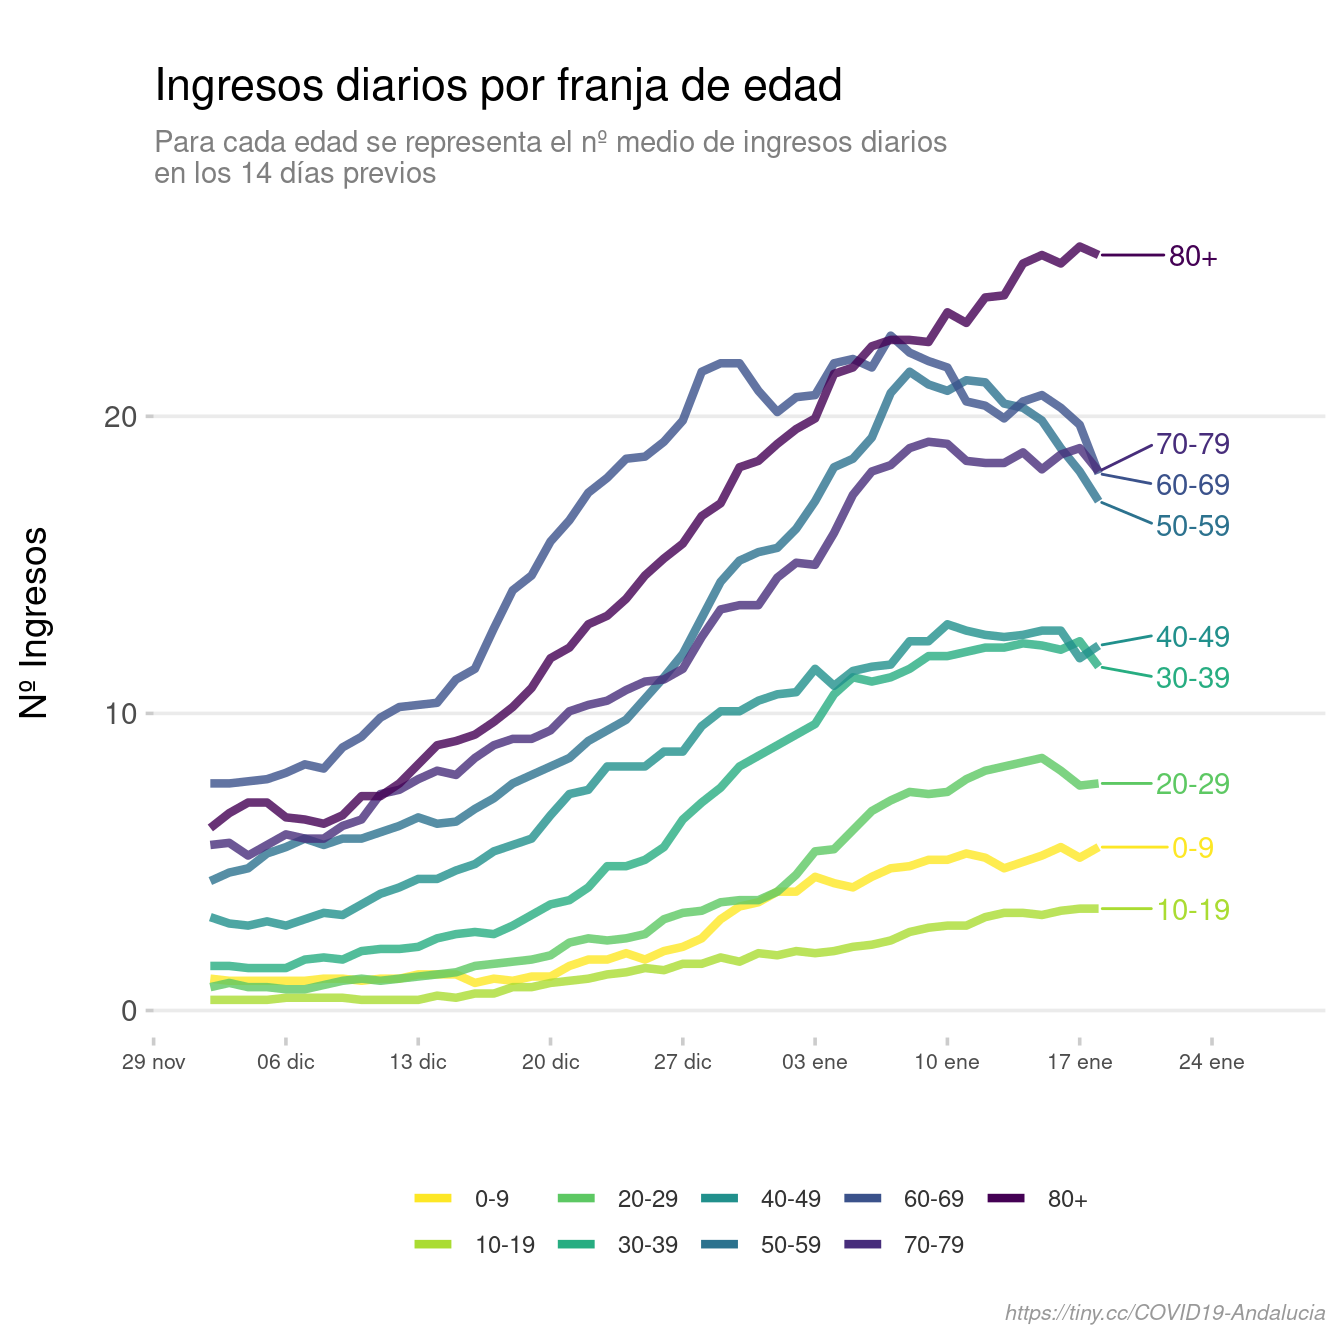 Ingresos diarios por franja de edad
Para cada edad se representa el nº medio de ingresos diarios
en los 14 días previos
Nº Ingresos
80+
20
70-79
60-69
50-59
40-49
30-39
10
20-29
0-9
10-19
0
29 nov 06 dic 13 dic 20 dic 27 dic 03 ene 10 ene 17 ene 24 ene
0-9 20-29 40-49 60-69 80+
10-19 30-39 50-59 70-79
https://tiny.cc/COVID19-Andalucia